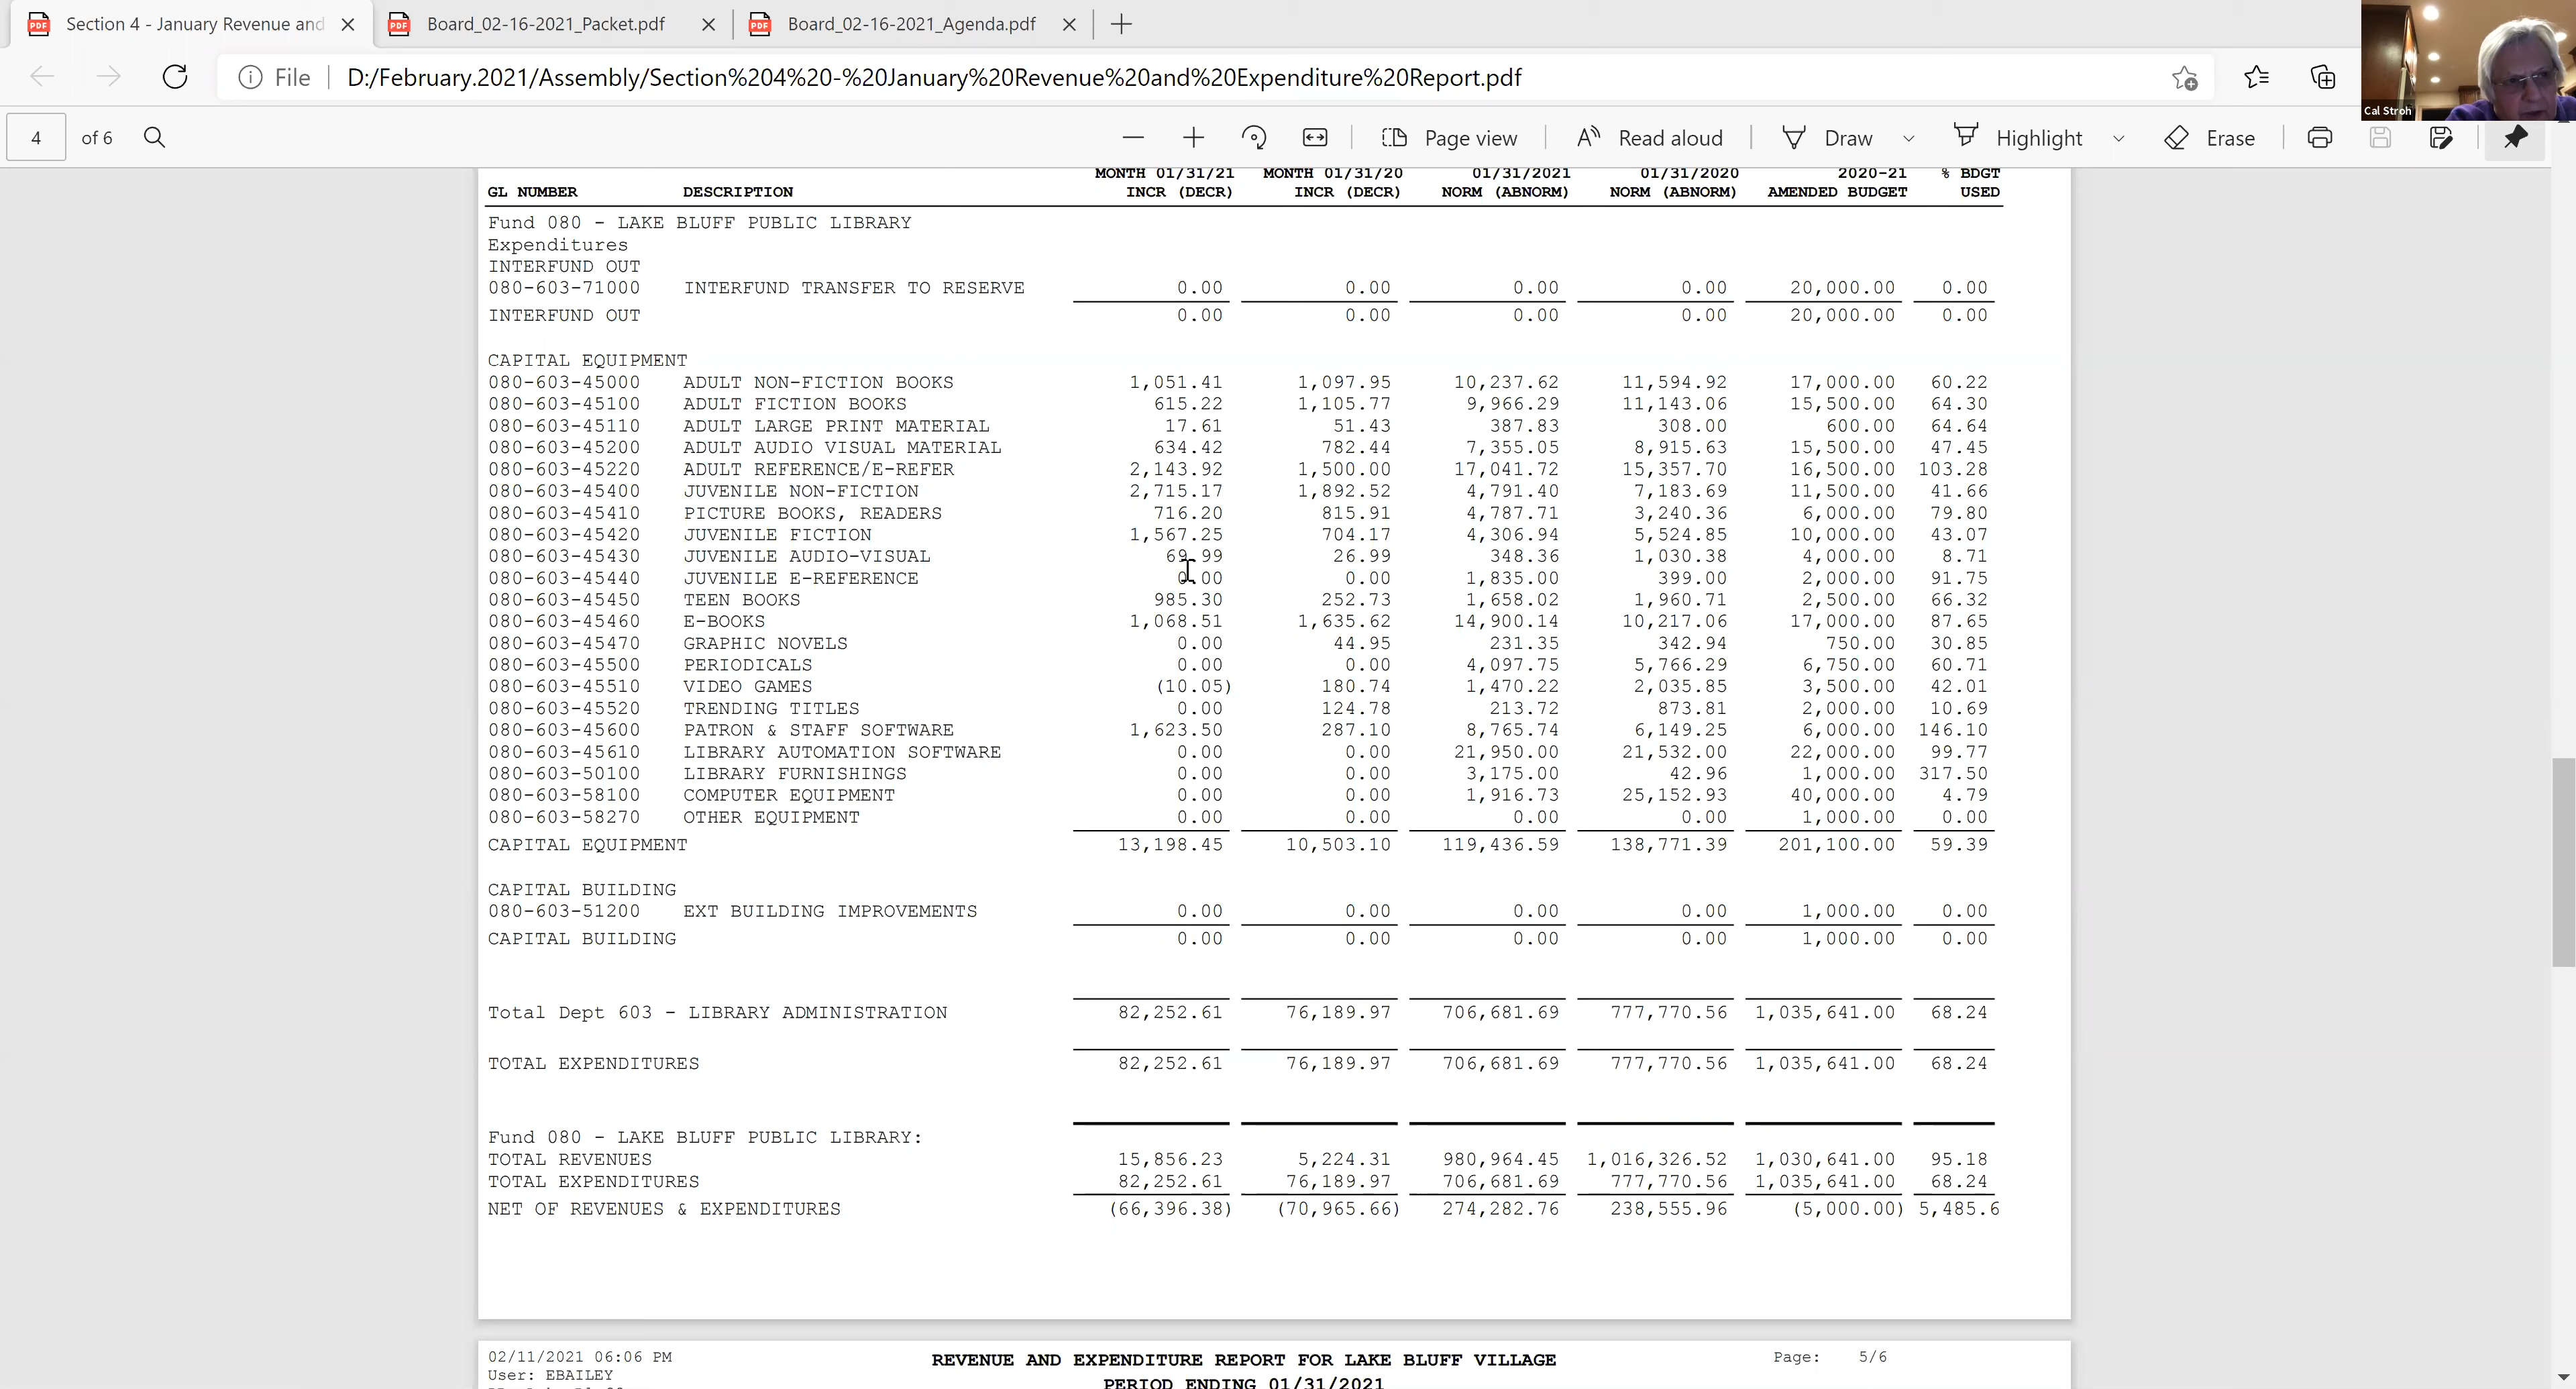 Section 4 - January Revenue and
Board_02-16-2021_Packet.pdf
Board_02-16-2021_Agenda.pdf
File D:/February.2021/Assembly/Section%204%20-%20January%20Revenue%20and%20Expenditure%20Report.pdf
Cal Stroh
4 of 6 Page view Read aloud Draw Highlight Erase
MONTH 01/31/21 MONTH 01/31/20 01/31/2021 01/31/2020 2020-21 % BDGT
GL NUMBER DESCRIPTION INCR (DECR) INCR (DECR) NORM (ABNORM) NORM (ABNORM) AMENDED BUDGET USED
Fund 080 - LAKE BLUFF PUBLIC LIBRARY
Expenditures
INTERFUND OUT
080-603-71000 INTERFUND TRANSFER TO RESERVE 0.00 0.00 0.00 0.00 20,000.00 0.00
INTERFUND OUT 0.00 0.00 0.00 0.00 20,000.00 0.00
CAPITAL EQUIPMENT
080-603-45000 ADULT NON-FICTION BOOKS 1,051.41 1,097.95 10,237.62 11,594.92 17,000.00 60.22
080-603-45100 ADULT FICTION BOOKS 615.22 1,105.77 9,966.29 11,143.06 15,500.00 64.30
080-603-45110 ADULT LARGE PRINT MATERIAL 17.61 51.43 387.83 308.00 600.00 64.64
080-603-45200 ADULT AUDIO VISUAL MATERIAL 634.42 782.44 7,355.05 8,915.63 15,500.00 47.45
080-603-45220 ADULT REFERENCE/E-REFER 2,143.92 1,500.00 17,041.72 15,357.70 16,500.00 103.28
080-603-45400 JUVENILE NON-FICTION 2,715.17 1,892.52 4,791.40 7,183.69 11,500.00 41.66
080-603-45410 PICTURE BOOKS, READERS 716.20 815.91 4,787.71 3,240.36 6,000.00 79.80
080-603-45420 JUVENILE FICTION 1,567.25 704.17 4,306.94 5,524.85 10,000.00 43.07
080-603-45430 JUVENILE AUDIO-VISUAL 69.99 26.99 348.36 1,030.38 4,000.00 8.71
080-603-45440 JUVENILE E-REFERENCE 0.00 0.00 1,835.00 399.00 2,000.00 91.75
080-603-45450 TEEN BOOKS 985.30 252.73 1,658.02 1,960.71 2,500.00 66.32
080-603-45460 E-BOOKS 1,068.51 1,635.62 14,900.14 10,217.06 17,000.00 87.65
080-603-45470 GRAPHIC NOVELS 0.00 44.95 231.35 342.94 750.00 30.85
080-603-45500 PERIODICALS 0.00 0.00 4,097.75 5,766.29 6,750.00 60.71
080-603-45510 VIDEO GAMES (10.05) 180.74 1,470.22 2,035.85 3,500.00 42.01
080-603-45520 TRENDING TITLES 0.00 124.78 213.72 873.81 2,000.00 10.69
080-603-45600 PATRON & STAFF SOFTWARE 1,623.50 287.10 8,765.74 6,149.25 6,000.00 146.10
080-603-45610 LIBRARY AUTOMATION SOFTWARE 0.00 0.00 21,950.00 21,532.00 22,000.00 99.77
080-603-50100 LIBRARY FURNISHINGS 0.00 0.00 3,175.00 42.96 1,000.00 317.50
080-603-58100 COMPUTER EQUIPMENT 0.00 0.00 1,916.73 25,152.93 40,000.00 4.79
080-603-58270 OTHER EQUIPMENT 0.00 0.00 0.00 0.00 1,000.00 0.00
CAPITAL EQUIPMENT 13,198.45 10,503.10 119,436.59 138,771.39 201,100.00 59.39
CAPITAL BUILDING
080-603-51200 EXT BUILDING IMPROVEMENTS 0.00 0.00 0.00 0.00 1,000.00 0.00
CAPITAL BUILDING 0.00 0.00 0.00 0.00 1,000.00 0.00
Total Dept 603 - LIBRARY ADMINISTRATION 82,252.61 76,189.97 706,681.69 777,770.56 1,035,641.00 68.24
TOTAL EXPENDITURES 82,252.61 76,189.97 706,681.69 777,770.56 1,035,641.00 68.24
Fund 080 - LAKE BLUFF PUBLIC LIBRARY:
TOTAL REVENUES 15,856.23 5,224.31 980,964.45 1,016,326.52 1,030,641.00 95.18
TOTAL EXPENDITURES 82,252.61 76,189.97 706,681.69 777,770.56 1,035,641.00 68.24
NET OF REVENUES & EXPENDITURES (66,396.38) (70,965.66) 274,282.76 238,555.96 (5,000.00) 5,485.6
02/11/2021 06:06 PM REVENUE AND EXPENDITURE REPORT FOR LAKE BLUFF VILLAGE Page: 5/6
User: EBAILEY
PERIOD ENDING 01/31/2021